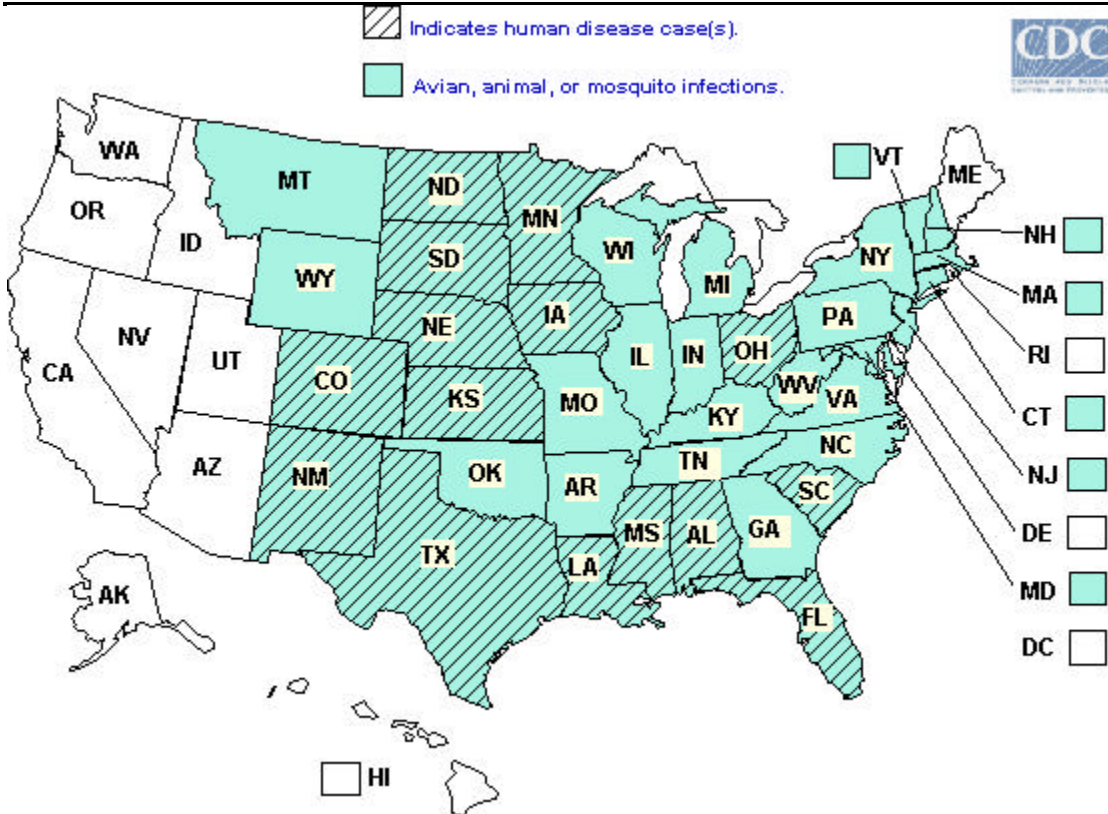 Indicates human disease case(s).
CDC
Avian, animal, or mosquito infections.
WA
VT
ME
MT
ND
OR
MN
NH
ID
WI
NY
SD
WY
MI
MA
PA
IA
NE
NV
OH
IL
IN
RI
UT
CO
WV
CA
VA
KS
MO
KY
CT
NC
TN
AZ
OK
NM
NJ
AR
SC
MS
AL
GA
DE
TX
LA
MD
AK
FL
DC
HI